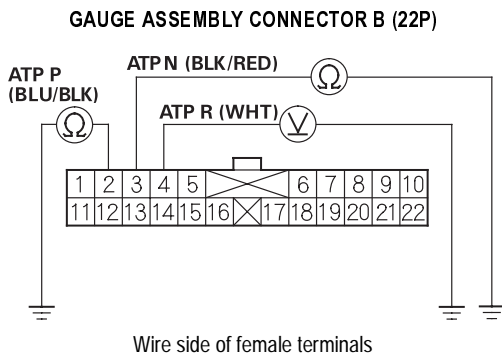 GAUGE ASSEMBLY CONNECTOR B (22P)
ATP P
(BLU/BLK)
ATP N (BLK/RED)
Ω
Ω
ATP R (WHT)
V
1 2 3 4 5 6 7 8 9 10
11 12 13 14 15 16 17 18 19 20 21 22
Wire side of female terminals